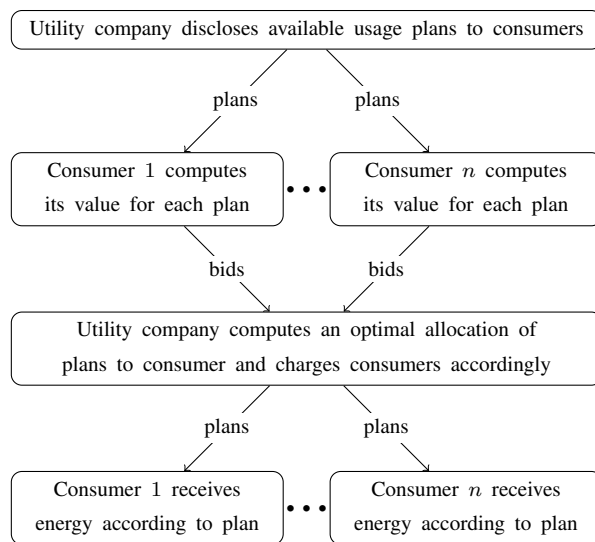 Utility company discloses available usage plans to consumers
plans plans
Consumer 1 computes
its value for each plan
Consumer n computes
its value for each plan
bids bids
Utility company computes an optimal allocation of
plans to consumer and charges consumers accordingly
plans plans
Consumer 1 receives
energy according to plan
Consumer n receives
energy according to plan